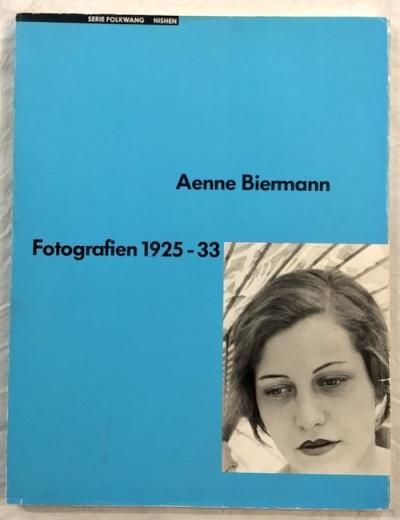 SERIE FOLKWANG NISHEN
Aenne Biermann
Fotografien 1925 - 33